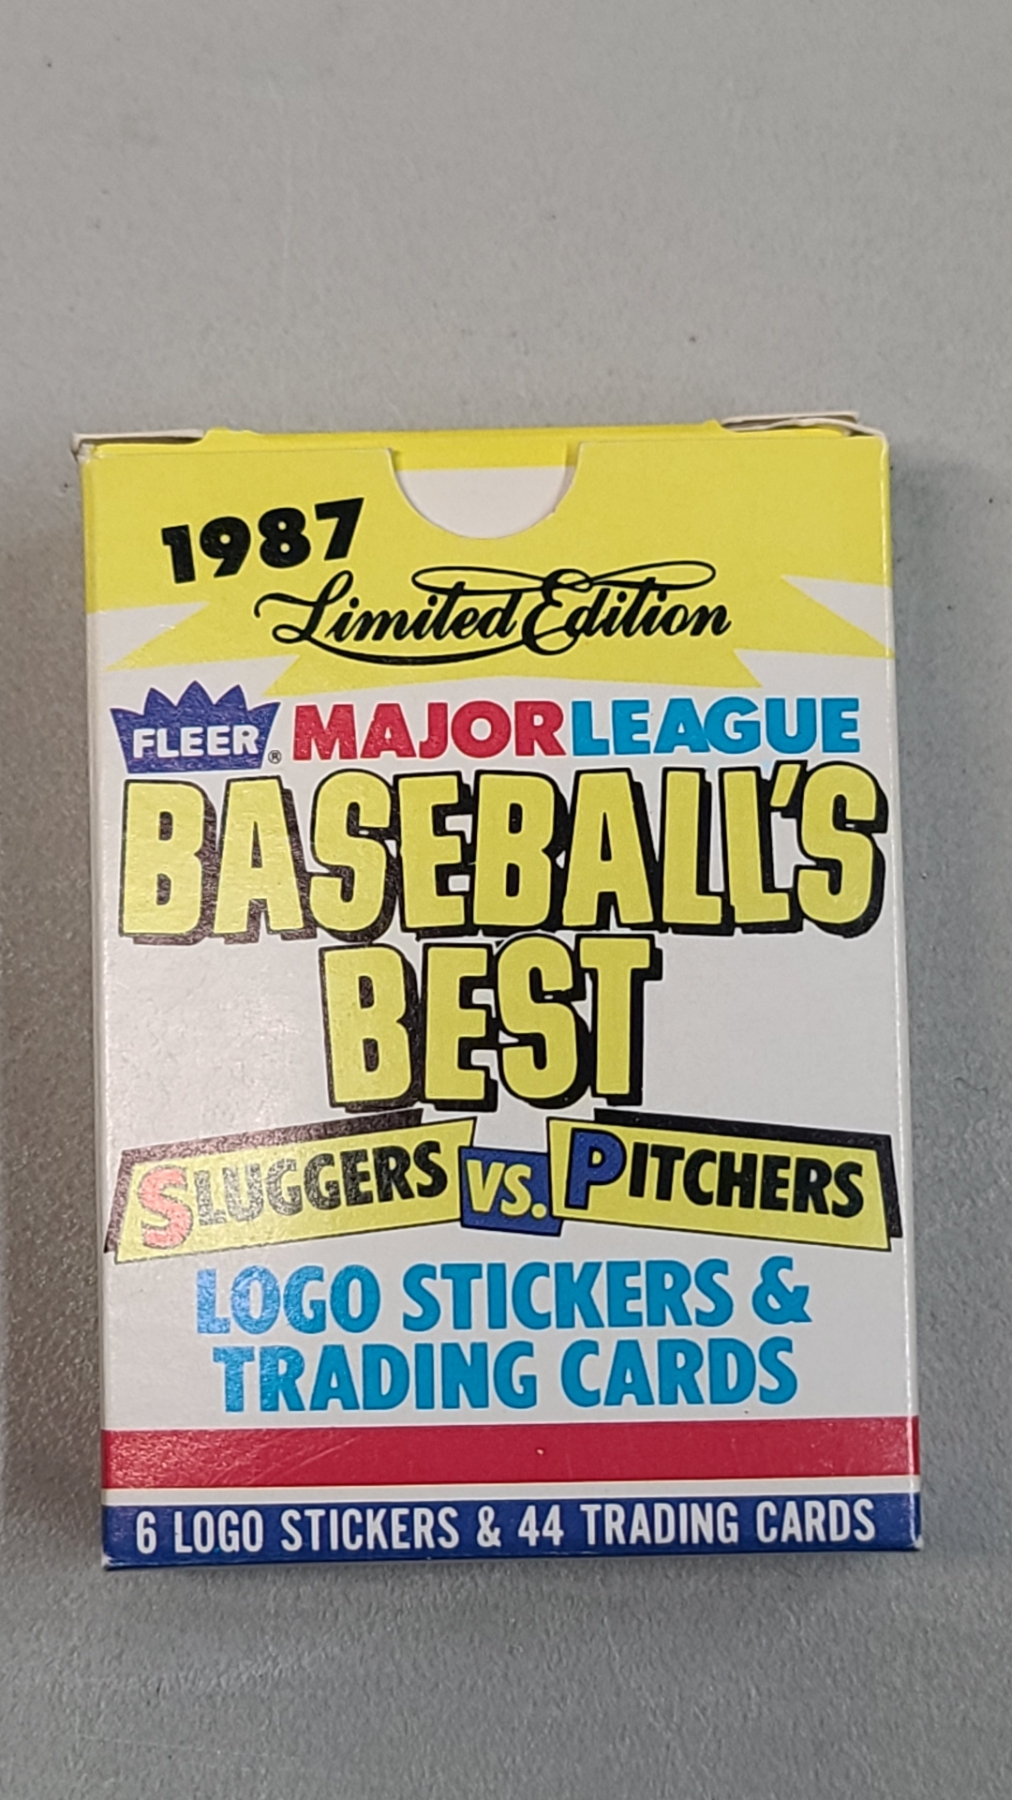 1987
Limited Edition
FLEER® MAJOR LEAGUE
BASEBALL'S
BEST
SLUGGERS VS. PITCHERS
LOGO STICKERS &
TRADING CARDS
6 LOGO STICKERS & 44 TRADING CARDS